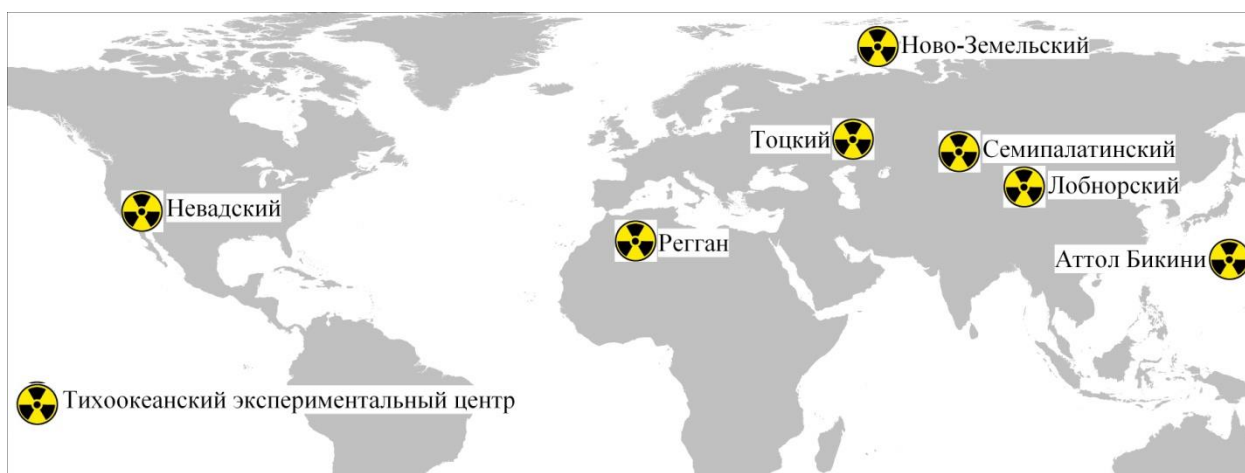 Ново-Земельский
Тоцкий
Семипалатинский
Лобнорский
Невадский
Регган
Аттол Бикини
Тихоокеанский экспериментальный центр